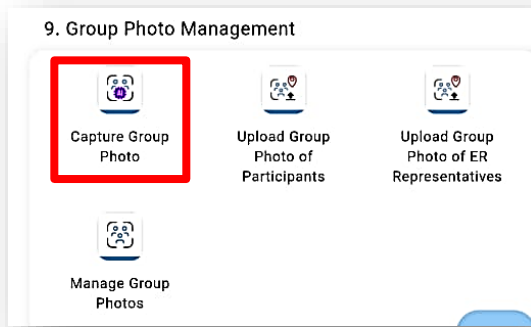 9. Group Photo Management
Capture Group
Photo
Upload Group
Photo of
Participants
Upload Group
Photo of ER
Representatives
Manage Group
Photos